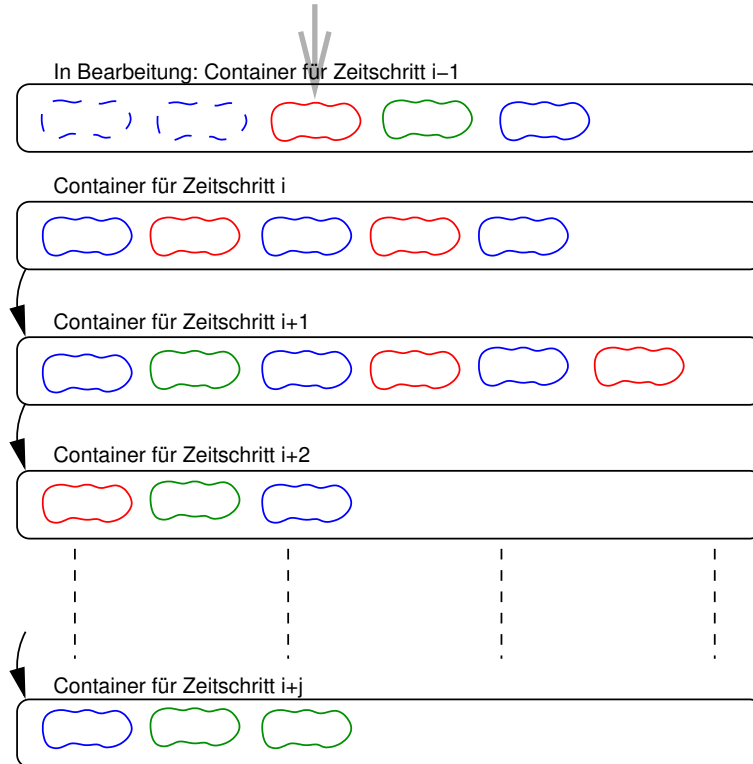 In Bearbeitung: Container für Zeitschritt i−1
Container für Zeitschritt i
Container für Zeitschritt i+1
Container für Zeitschritt i+2
Container für Zeitschritt i+j